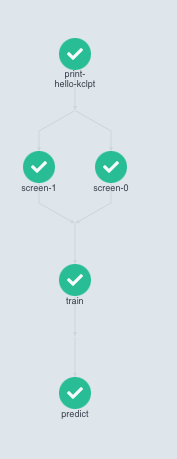 print-
hello-kclpt
screen-1 screen-0
train
predict